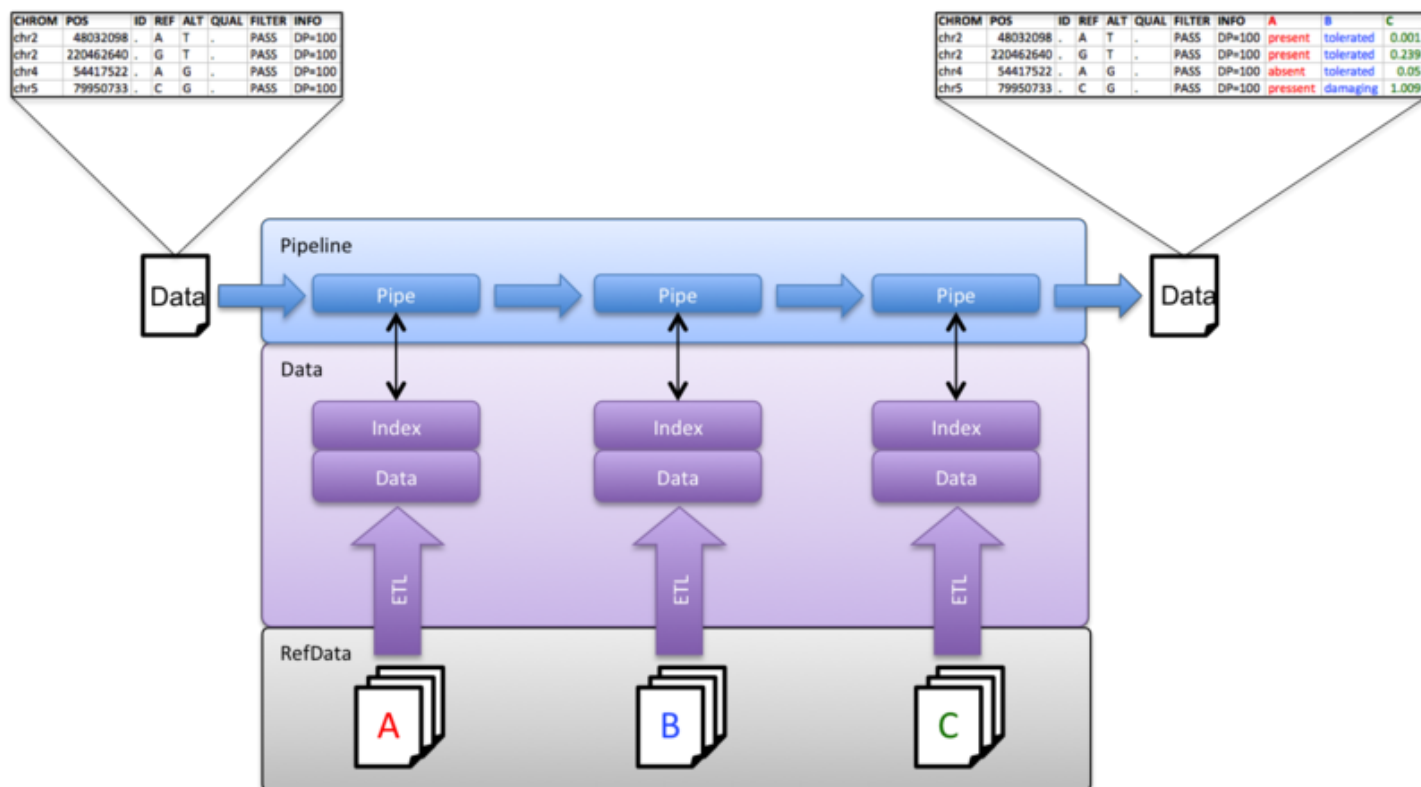 CHROM POS ID REF ALT QUAL FILTER INFO
chr2 48032098 . A T . PASS DP=100
chr2 220462640 . G T . PASS DP=100
chr4 54417522 . A G . PASS DP=100
chr5 79950733 . C G . PASS DP=100
CHROM POS ID REF ALT QUAL FILTER INFO A B C
chr2 48032098 . A T . PASS DP=100 present tolerated 0.001
chr2 220462640 . G T . PASS DP=100 present tolerated 0.239
chr4 54417522 . A G . PASS DP=100 absent tolerated 0.05
chr5 79950733 . C G . PASS DP=100 pressent damaging 1.009
Pipeline
Data Pipe Pipe Pipe Data
Data
Index Index Index
Data Data Data
ETL ETL ETL
RefData
A B C